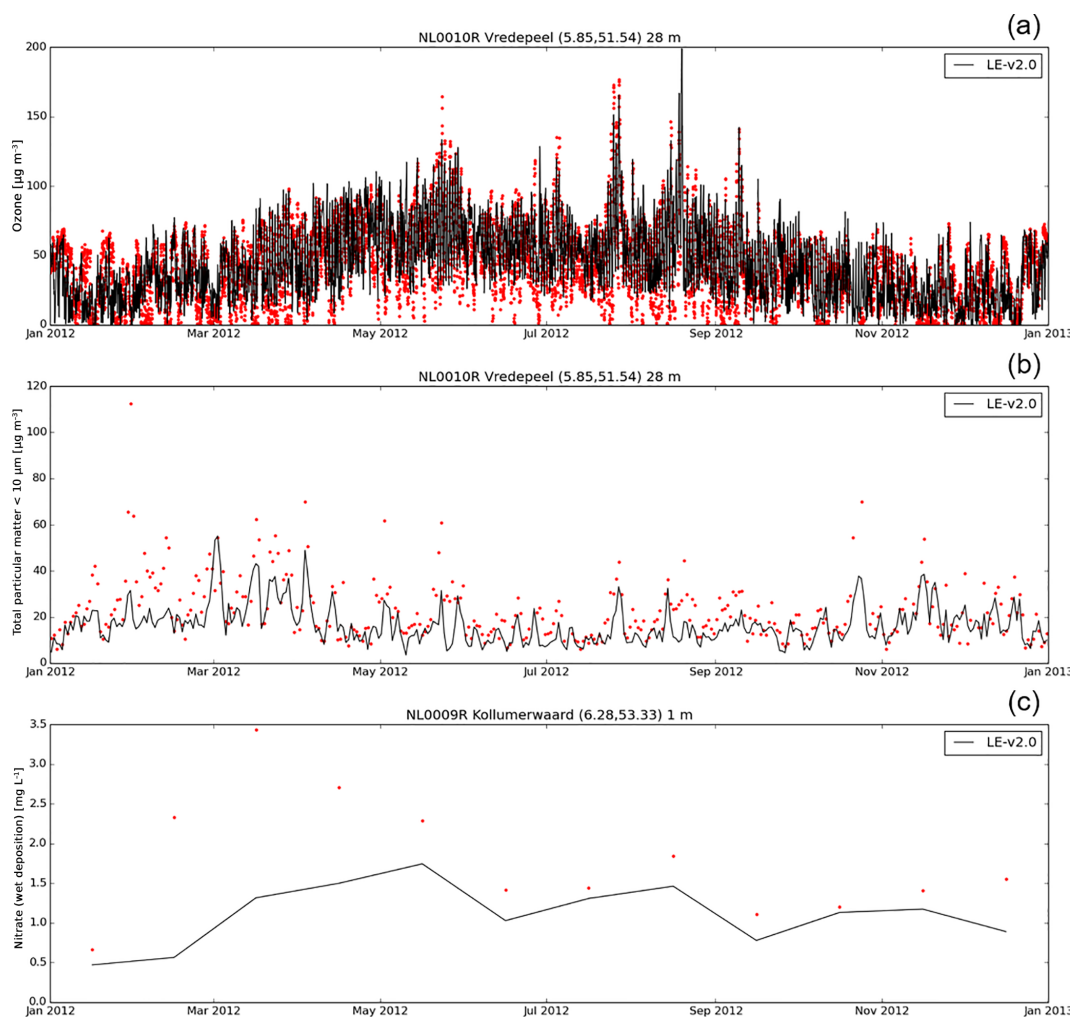 (a)
NL0010R Vredepeel (5.85,51.54) 28 m
LE-v2.0
Ozone [µg m⁻³]
200
150
100
50
0
Jan 2012 Mar 2012 May 2012 Jul 2012 Sep 2012 Nov 2012 Jan 2013
(b)
NL0010R Vredepeel (5.85,51.54) 28 m
LE-v2.0
Total particular matter < 10 µm [µg m⁻³]
120
100
80
60
40
20
0
Jan 2012 Mar 2012 May 2012 Jul 2012 Sep 2012 Nov 2012 Jan 2013
(c)
NL0009R Kollumerwaard (6.28,53.33) 1 m
LE-v2.0
Nitrate (wet deposition) [mg L⁻¹]
3.5
3.0
2.5
2.0
1.5
1.0
0.5
0.0
Jan 2012 Mar 2012 May 2012 Jul 2012 Sep 2012 Nov 2012 Jan 2013